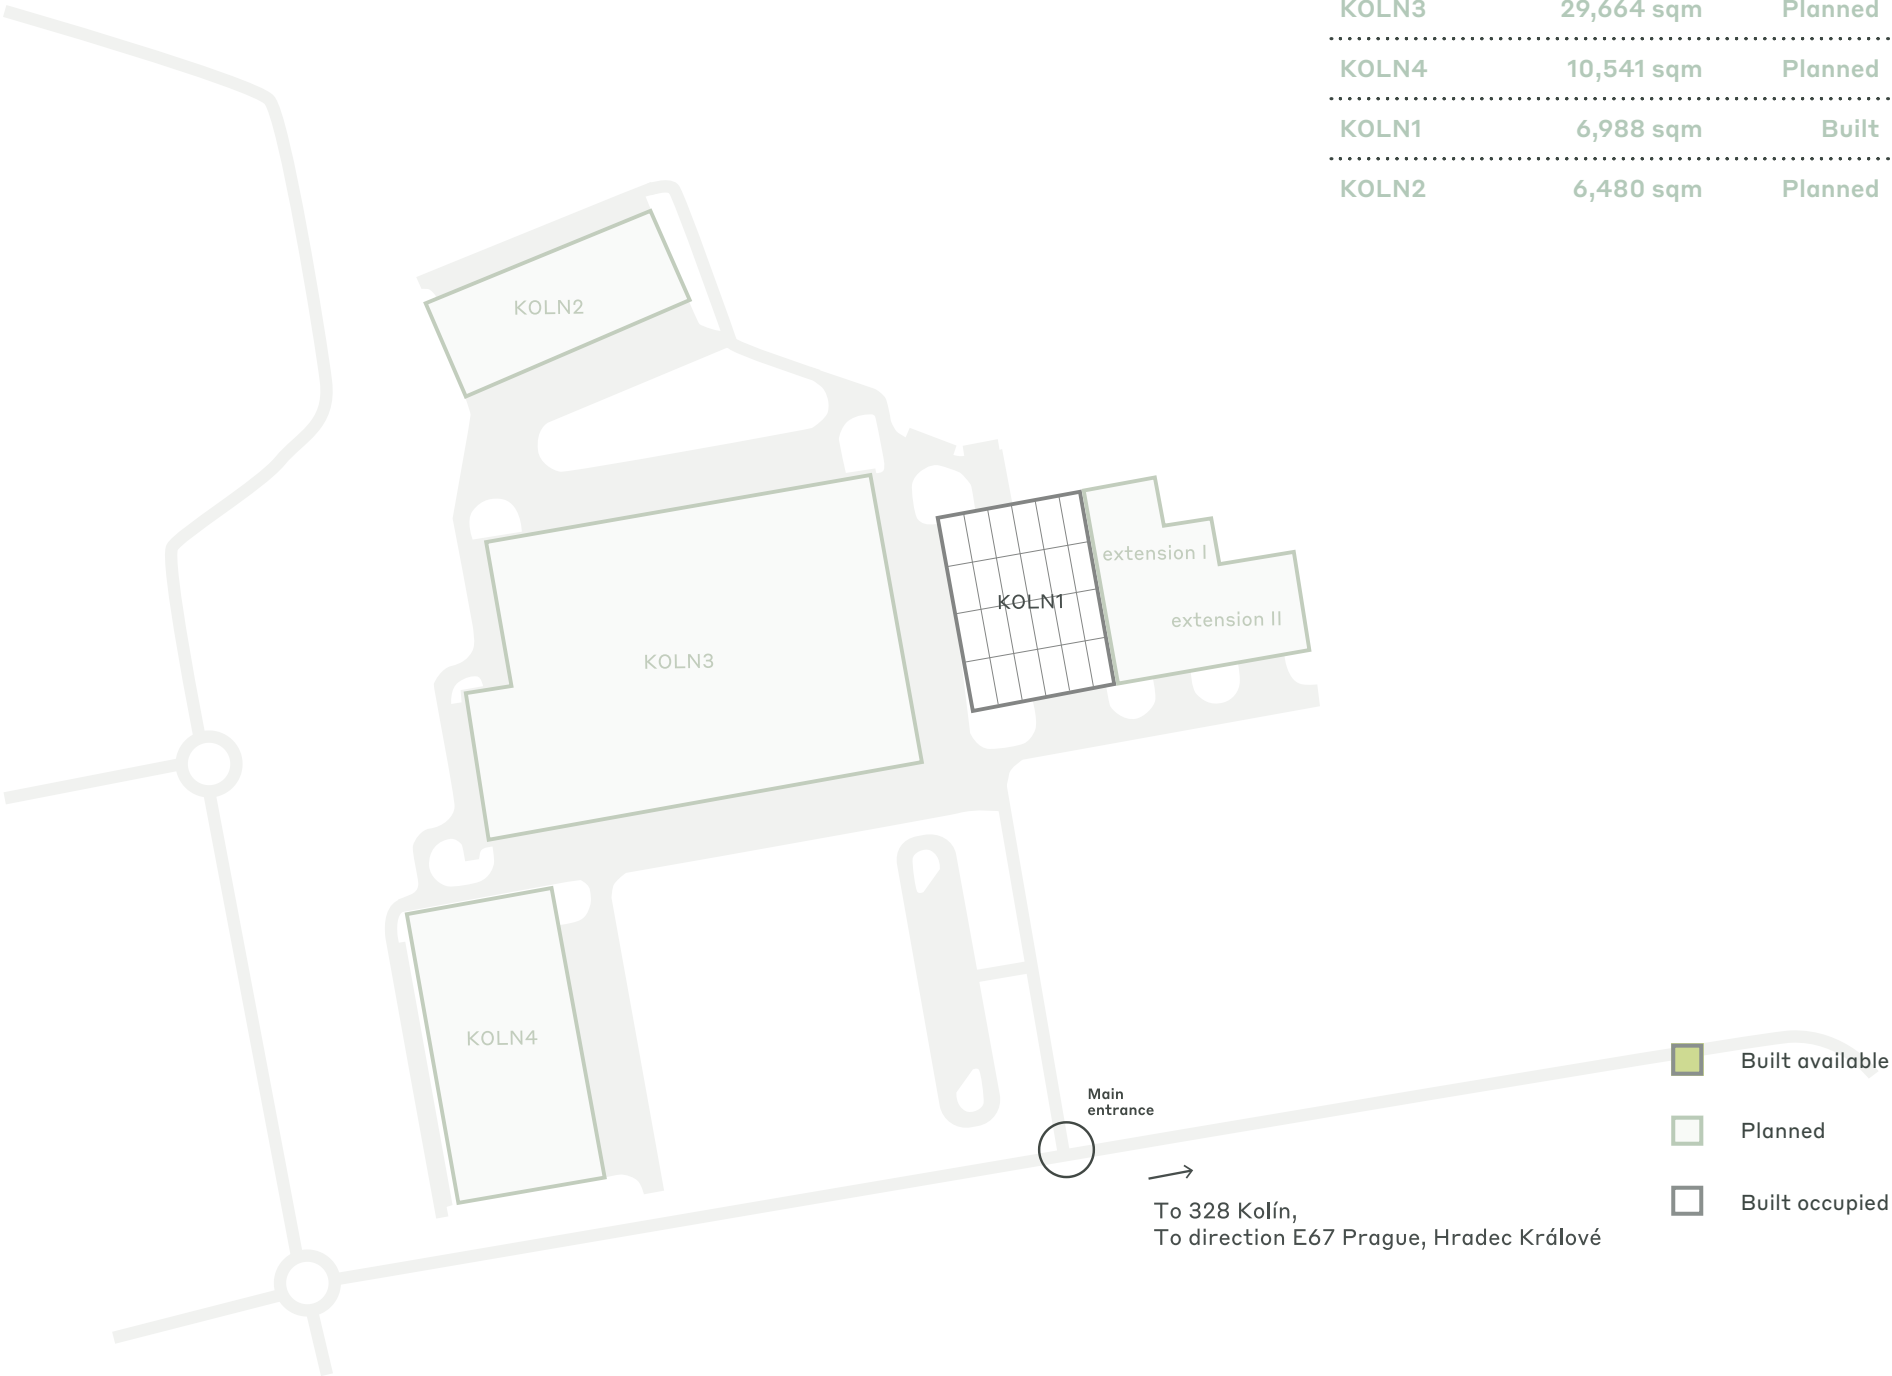 KOLN3 29,664 sqm Planned
KOLN4 10,541 sqm Planned
KOLN1 6,988 sqm Built
KOLN2 6,480 sqm Planned
KOLN2
extension I
KOLN1
extension II
KOLN3
KOLN4
Main
entrance
To 328 Kolín,
To direction E67 Prague, Hradec Králové
Built available
Planned
Built occupied